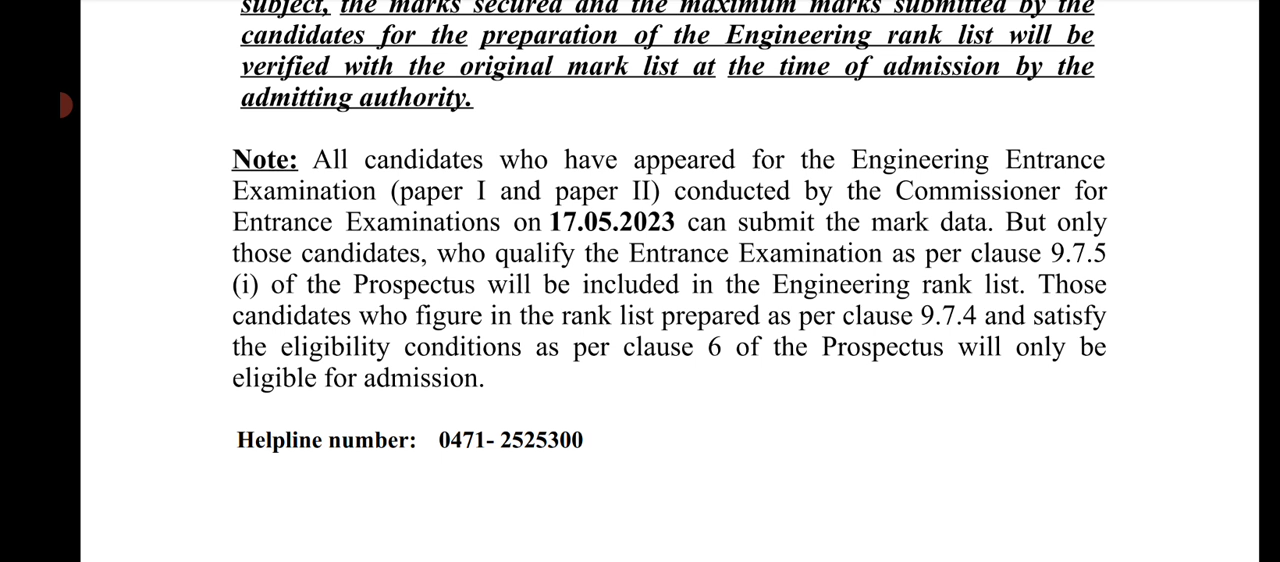 subject, the marks secured and the maximum marks submitted by the
candidates for the preparation of the Engineering rank list will be
verified with the original mark list at the time of admission by the
admitting authority.
Note: All candidates who have appeared for the Engineering Entrance
Examination (paper I and paper II) conducted by the Commissioner for
Entrance Examinations on 17.05.2023 can submit the mark data. But only
those candidates, who qualify the Entrance Examination as per clause 9.7.5
(i) of the Prospectus will be included in the Engineering rank list. Those
candidates who figure in the rank list prepared as per clause 9.7.4 and satisfy
the eligibility conditions as per clause 6 of the Prospectus will only be
eligible for admission.
Helpline number: 0471- 2525300